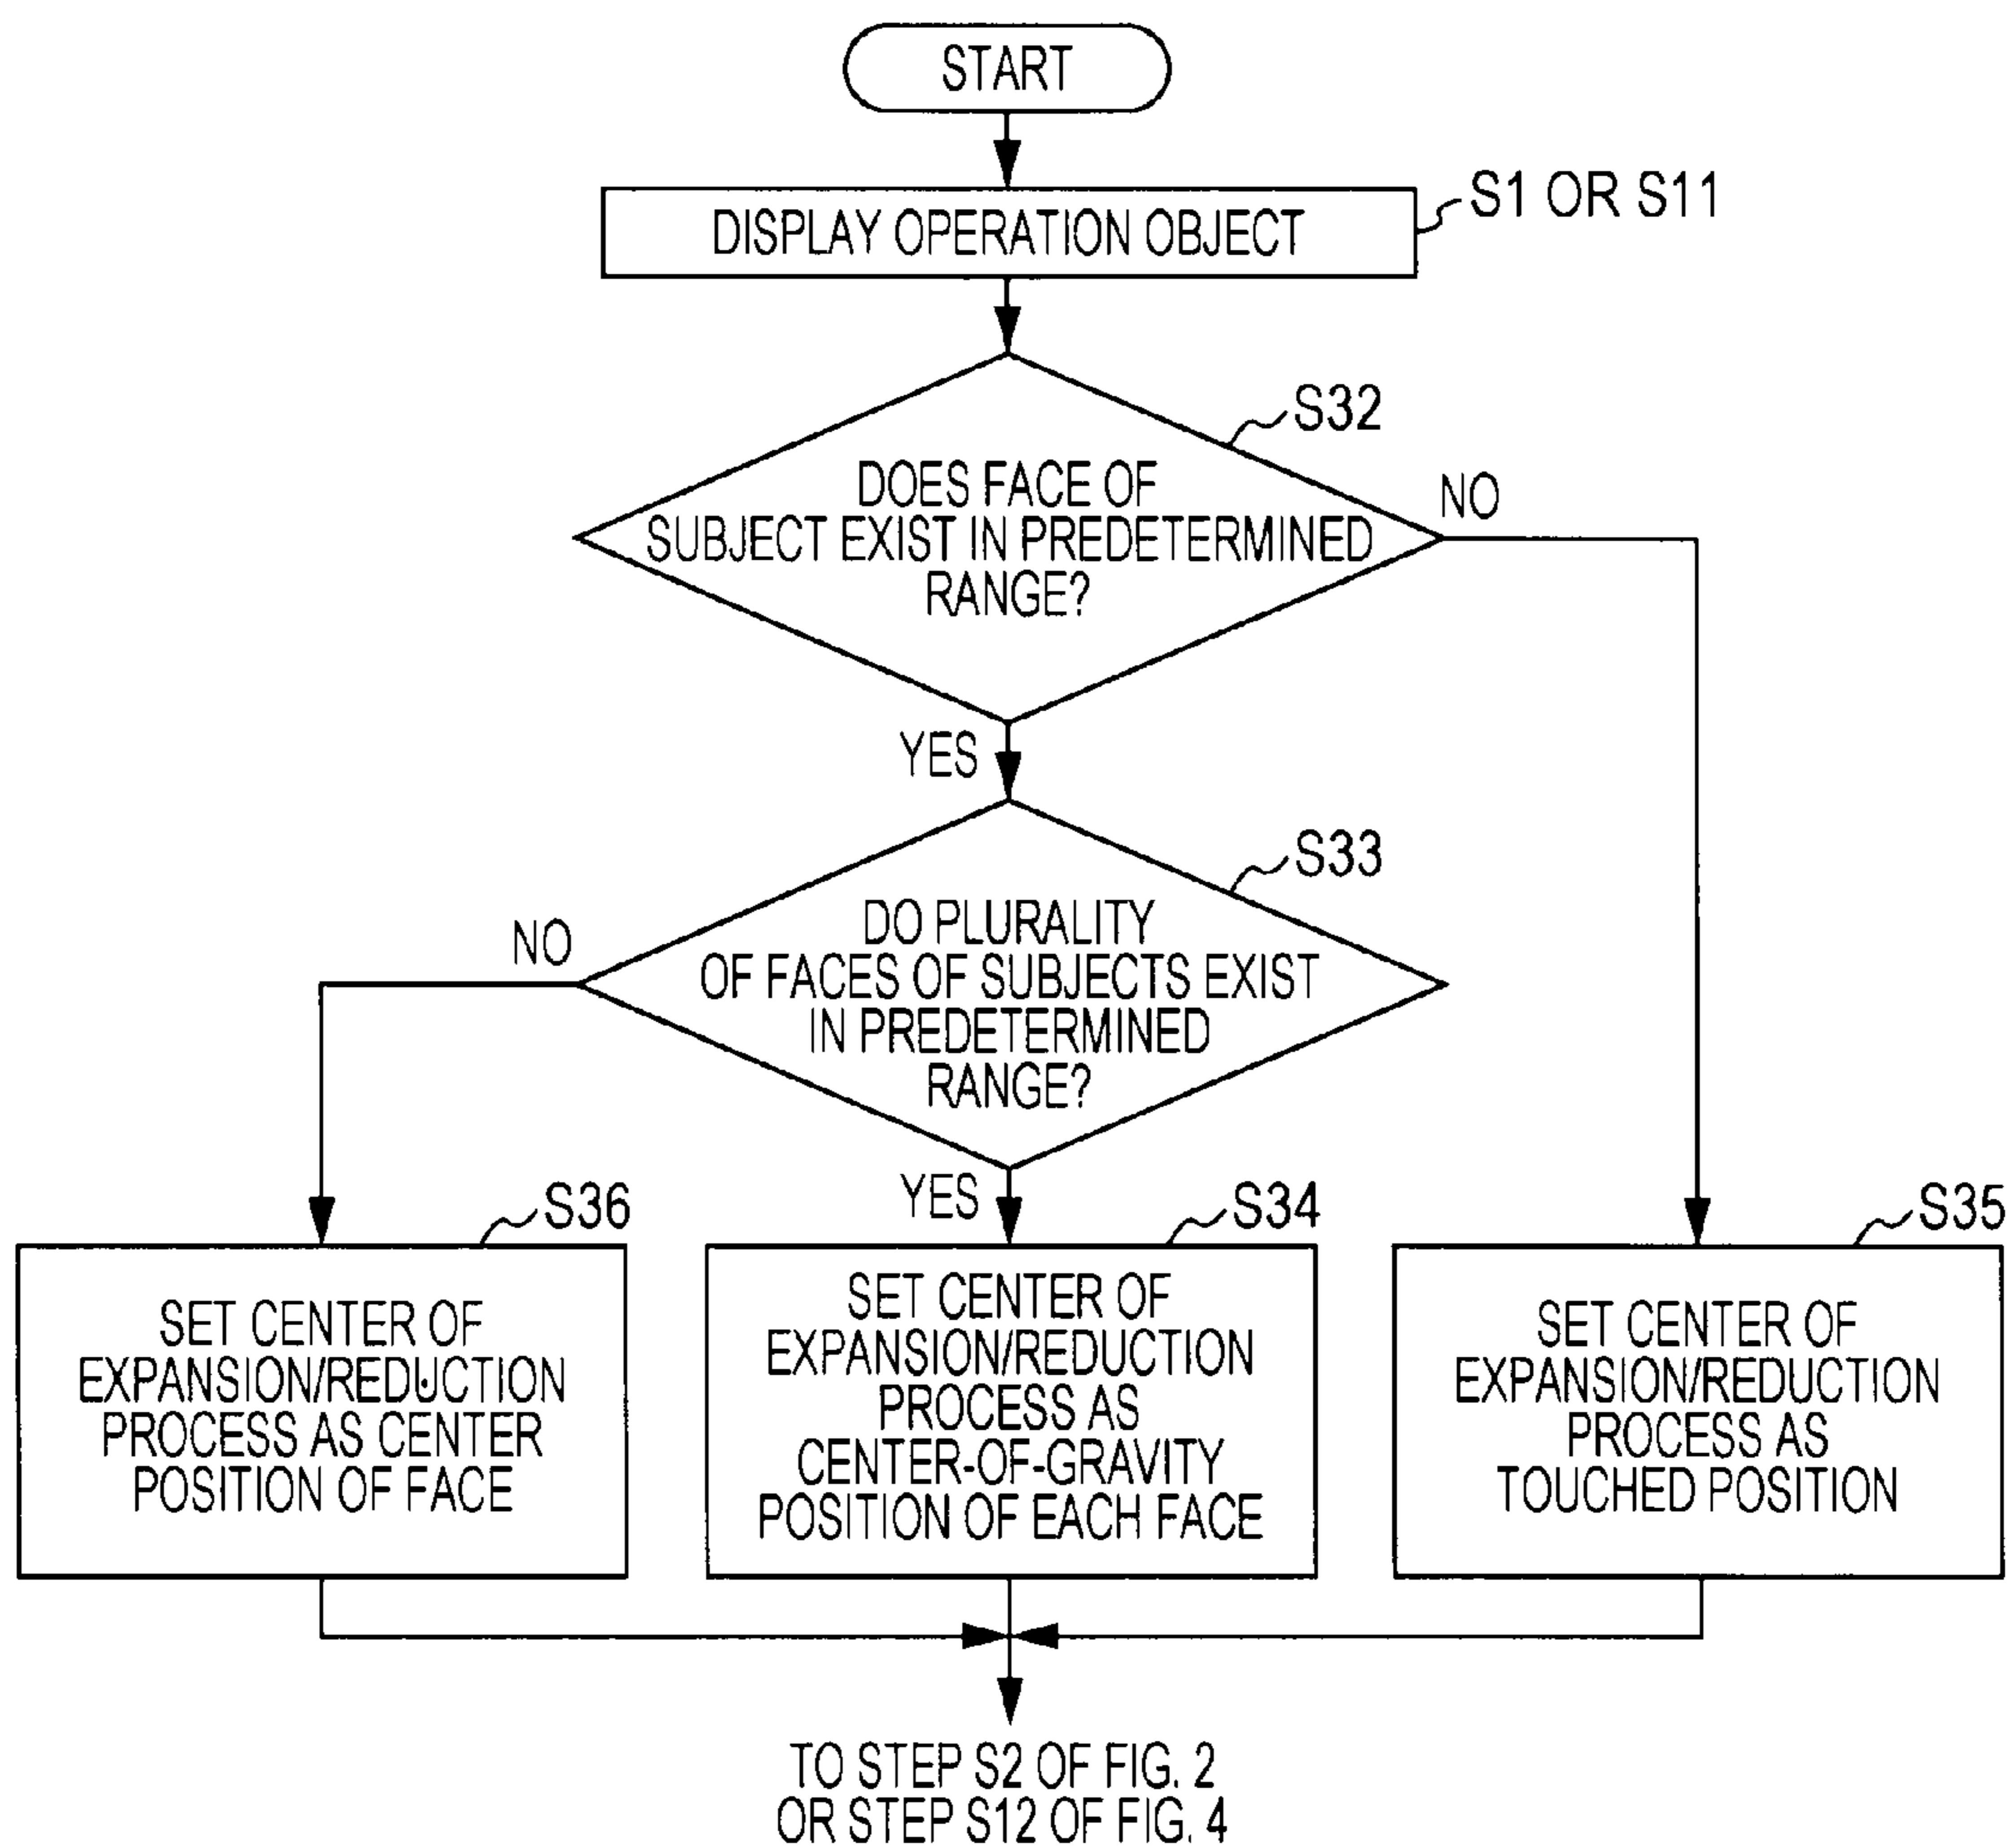 START
DISPLAY OPERATION OBJECT
S1 OR S11
S32
DOES FACE OF
SUBJECT EXIST IN PREDETERMINED
RANGE?
NO
YES
S33
DO PLURALITY
OF FACES OF SUBJECTS EXIST
IN PREDETERMINED
RANGE?
NO
YES
S36
SET CENTER OF
EXPANSION/REDUCTION
PROCESS AS CENTER
POSITION OF FACE
S34
SET CENTER OF
EXPANSION/REDUCTION
PROCESS AS
CENTER-OF-GRAVITY
POSITION OF EACH FACE
S35
SET CENTER OF
EXPANSION/REDUCTION
PROCESS AS
TOUCHED POSITION
TO STEP S2 OF FIG. 2
OR STEP S12 OF FIG. 4